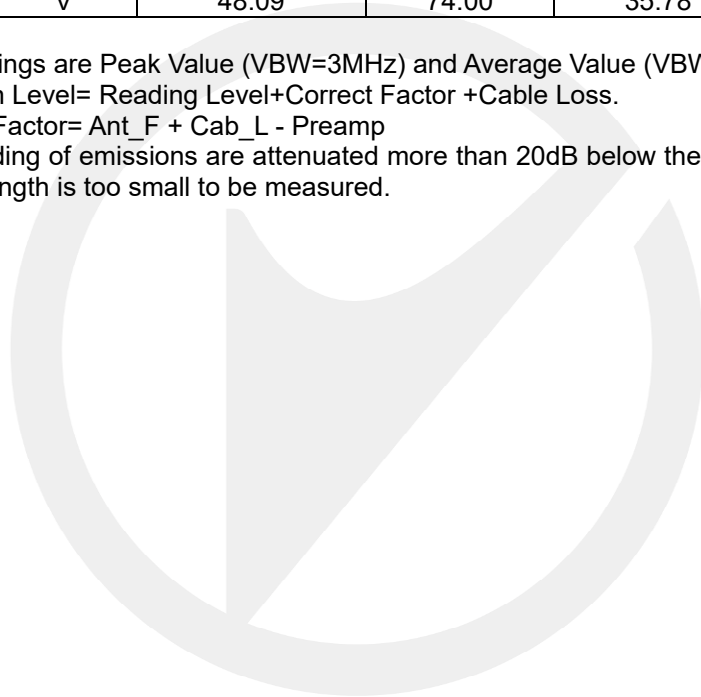 V 48.09 74.00 35.78
ings are Peak Value (VBW=3MHz) and Average Value (VBW
n Level= Reading Level+Correct Factor +Cable Loss.
Factor= Ant_F + Cab_L - Preamp
ding of emissions are attenuated more than 20dB below the
ngth is too small to be measured.